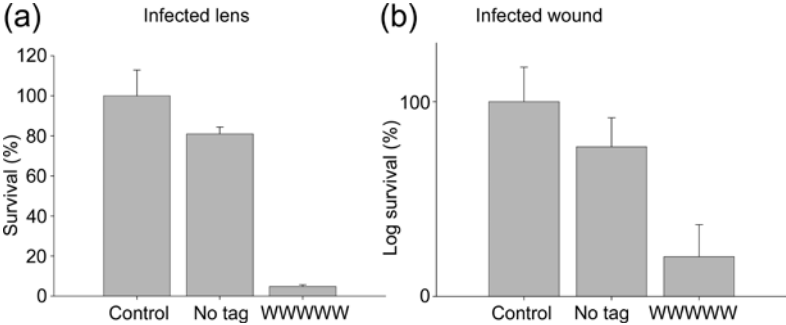 (a) Infected lens
Survival (%)
120
100
80
60
40
20
0
Control No tag WWWWW
(b) Infected wound
Log survival (%)
100
0
Control No tag WWWWW